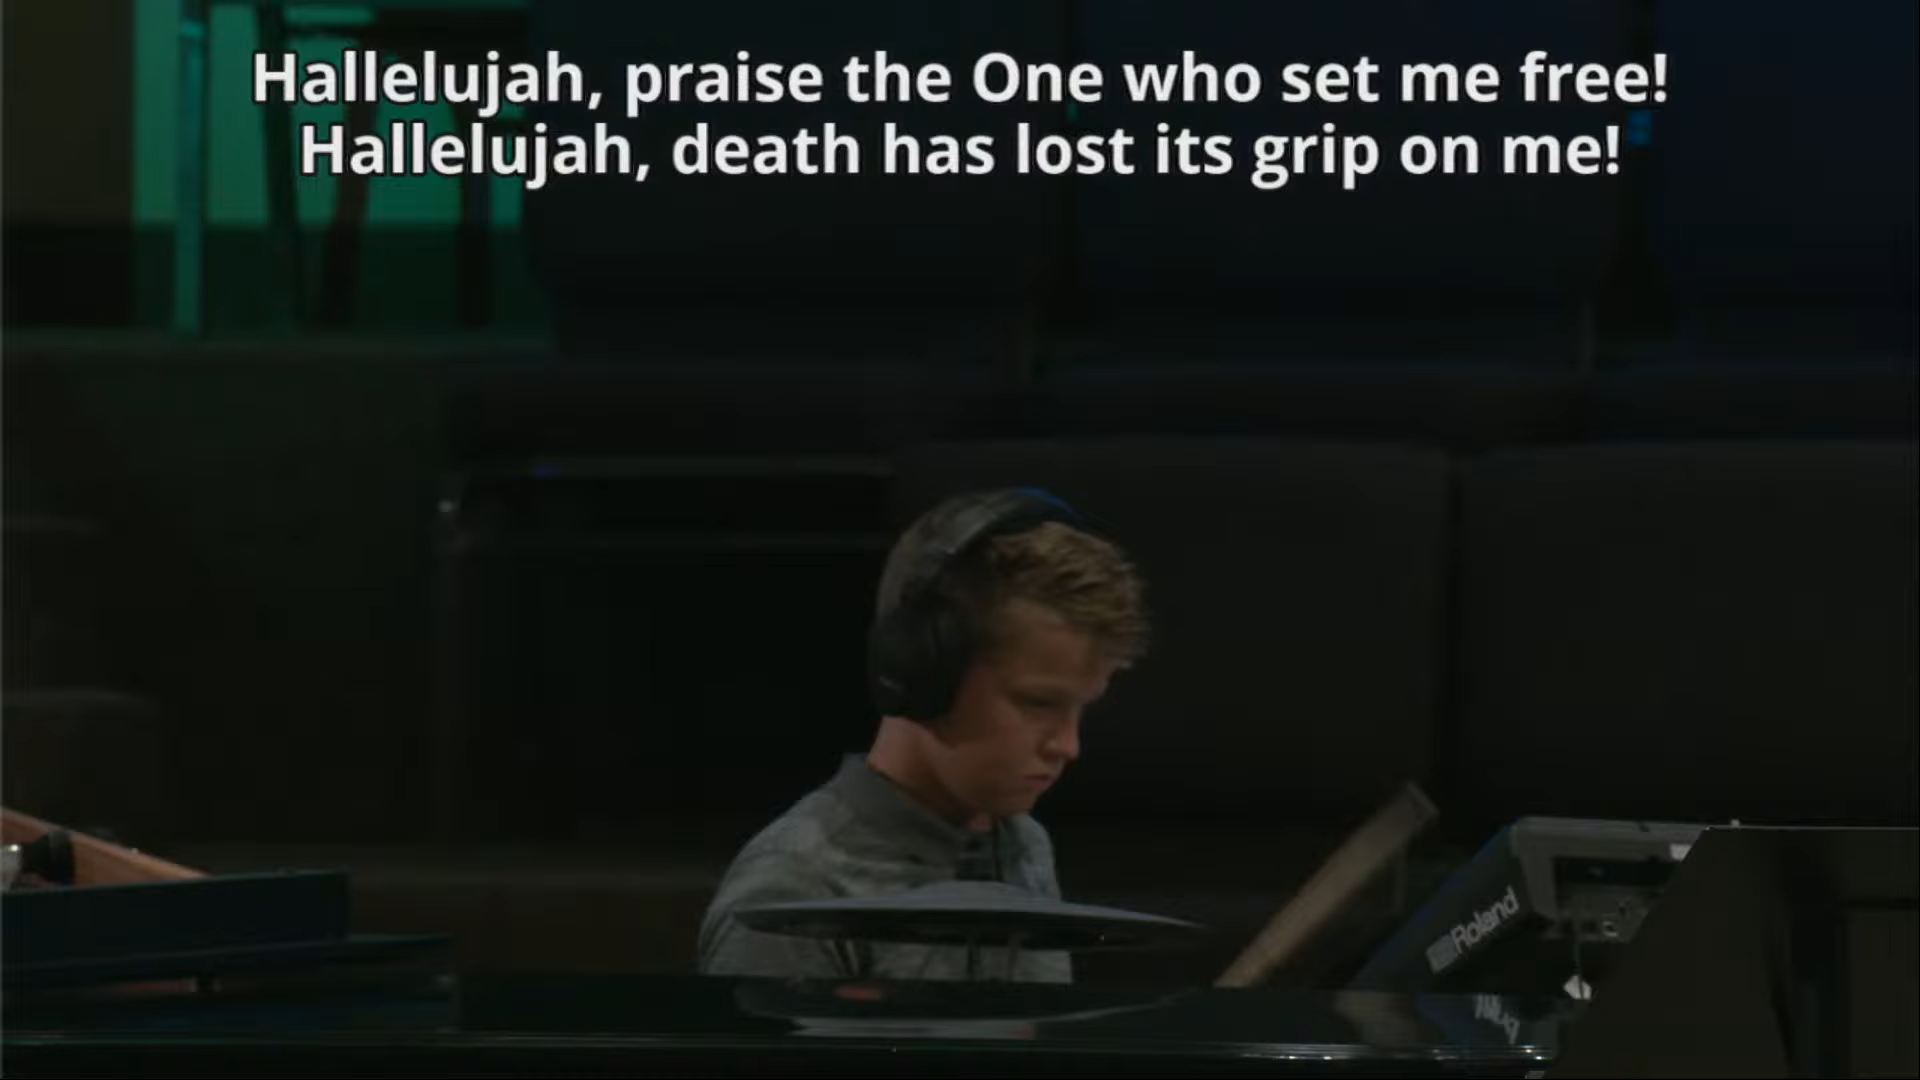 Hallelujah, praise the One who set me free!
Hallelujah, death has lost its grip on me!
Roland